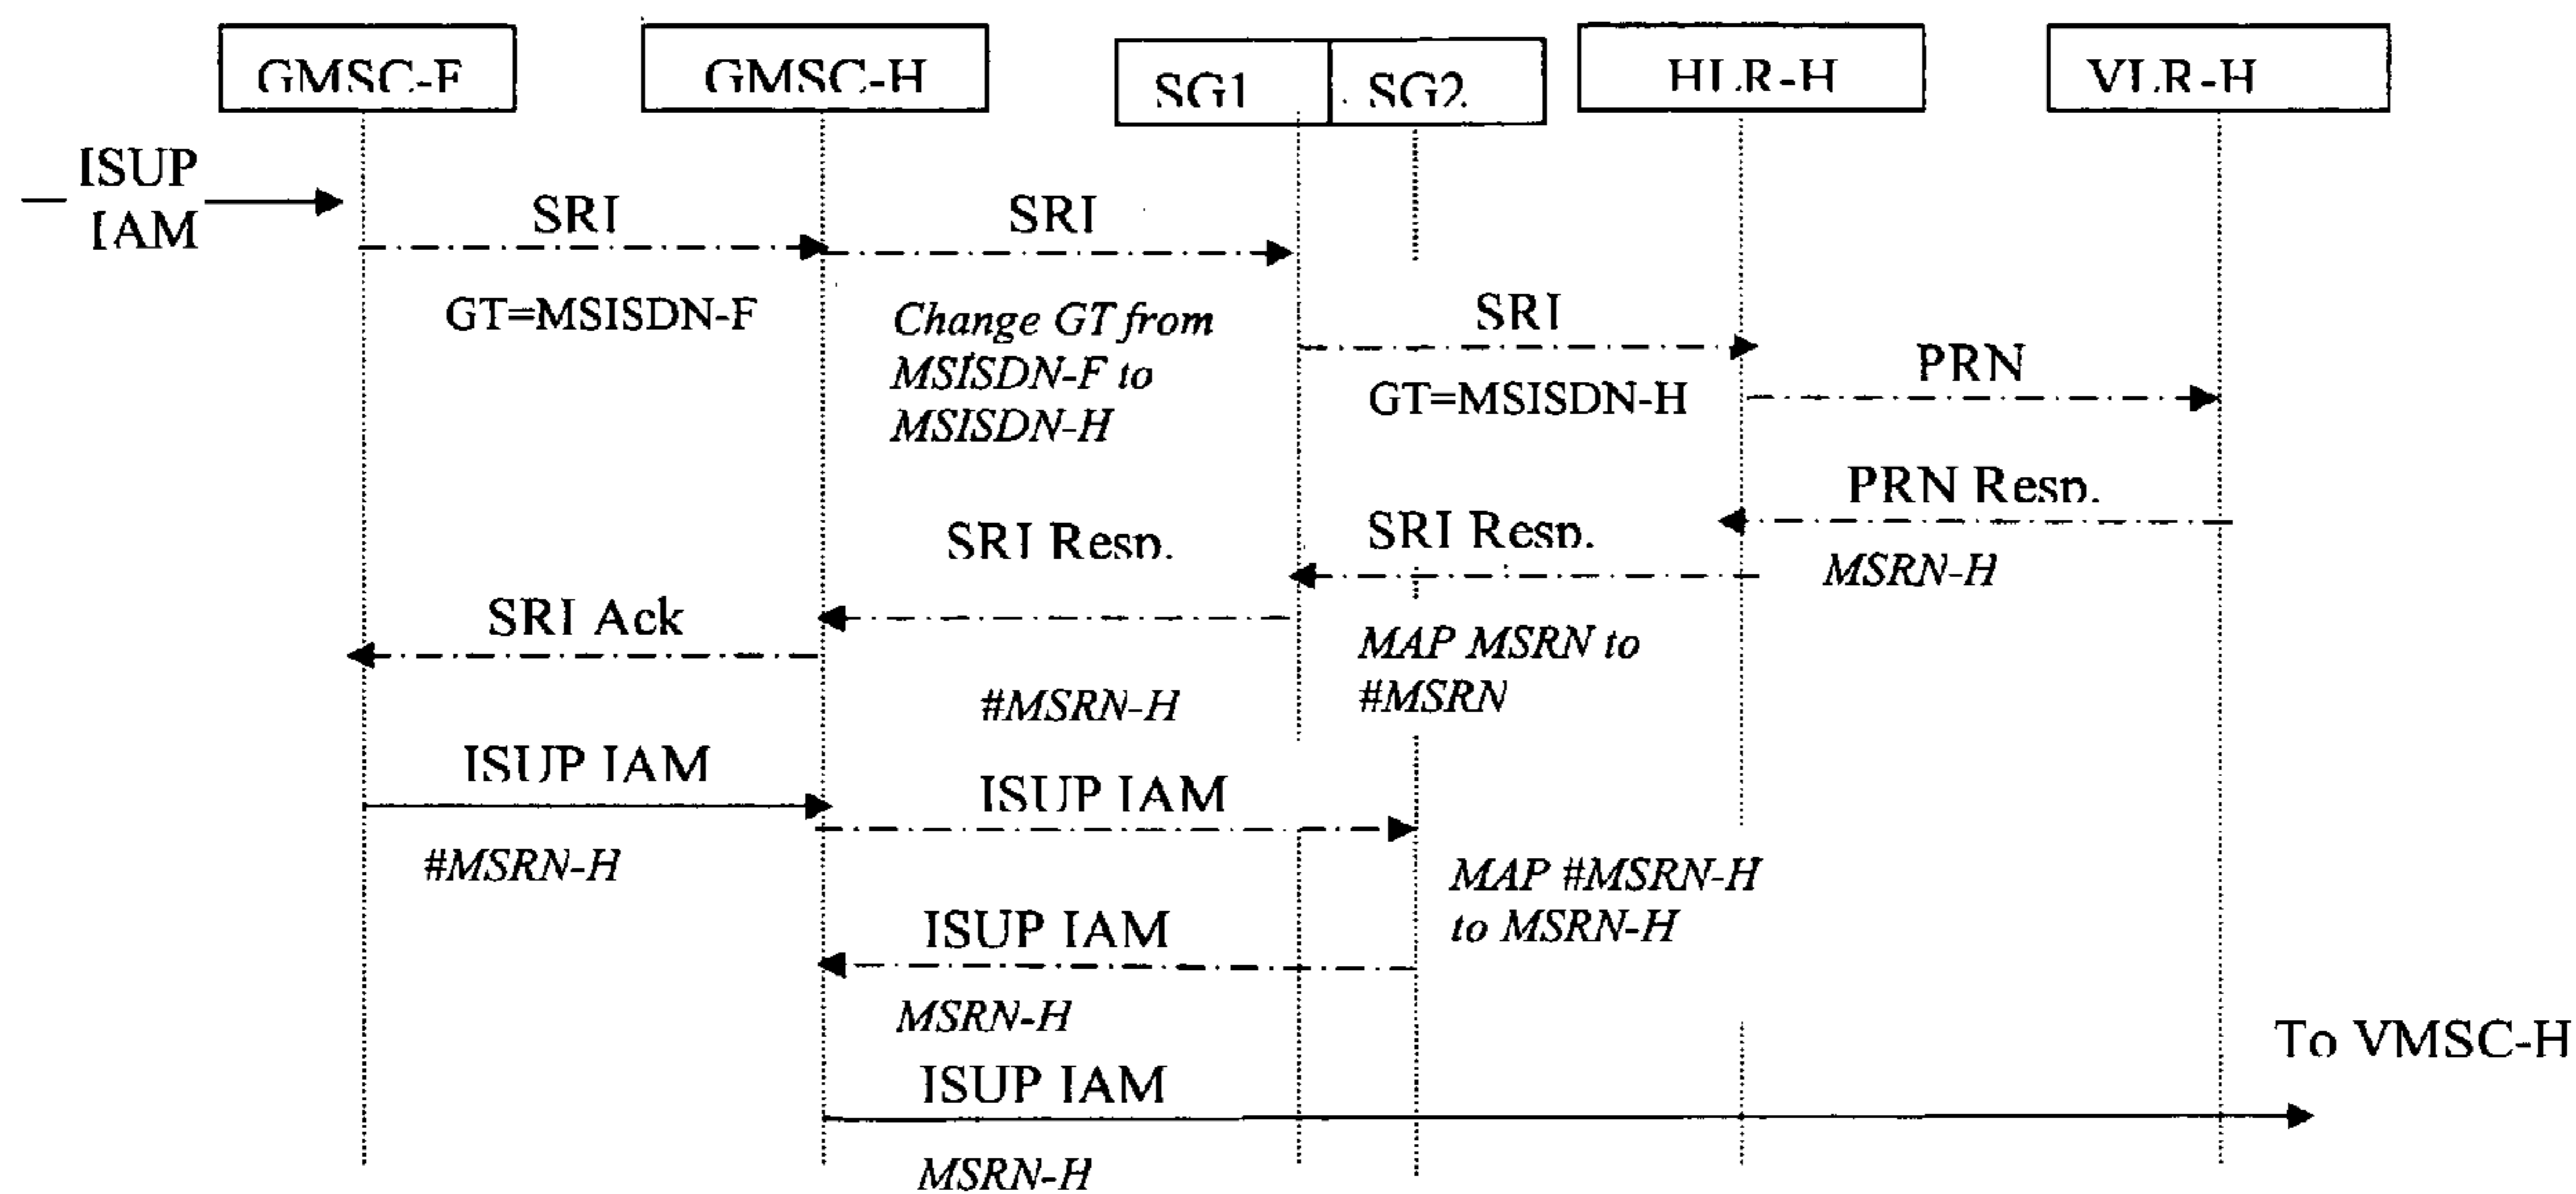 GMSC-F
GMSC-H
SG1
SG2
HLR-H
VLR-H
ISUP
IAM
SRI
SRI
GT=MSISDN-F
Change GT from
MSISDN-F to
MSISDN-H
SRI
GT=MSISDN-H
PRN
PRN Resp.
MSRN-H
SRI Resp.
SRI Resp.
SRI Ack
MAP MSRN to
#MSRN
#MSRN-H
ISUP IAM
#MSRN-H
ISUP IAM
MAP #MSRN-H
to MSRN-H
ISUP IAM
MSRN-H
To VMSC-H
ISUP IAM
MSRN-H